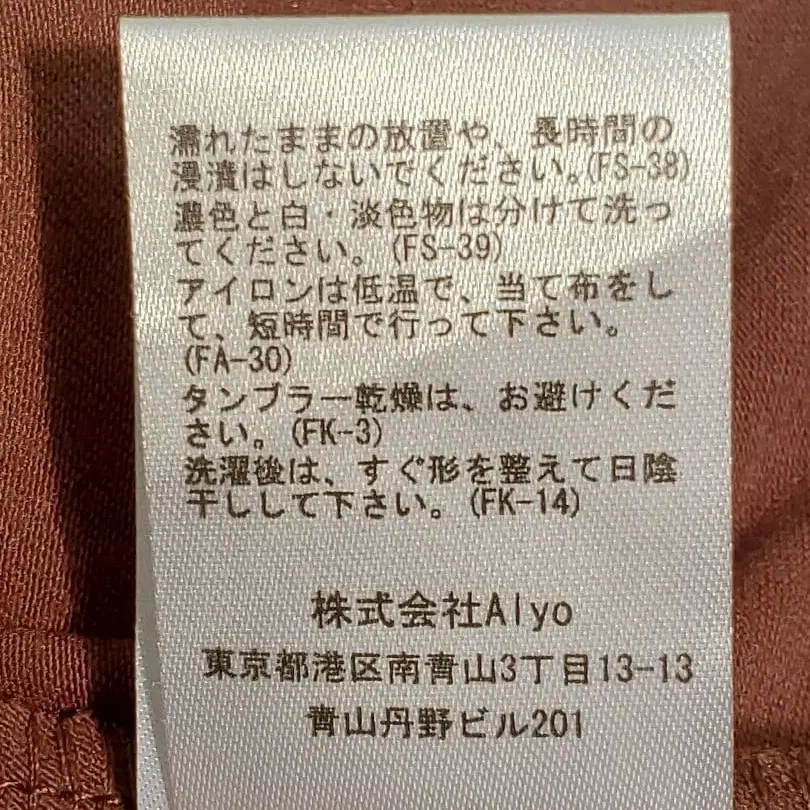 濡れたままの放置や、長時間の
浸漬はしないでください。(FS-38)
濃色と白・淡色物は分けて洗っ
てください。(FS-39)
アイロンは低温で、当て布をし
て、短時間で行って下さい。
(FA-30)
タンブラー乾燥は、お避けくだ
さい。(FK-3)
洗濯後は、すぐ形を整えて日陰
干しして下さい。(FK-14)
株式会社Alyo
東京都港区南青山3丁目13-13
青山丹野ビル201